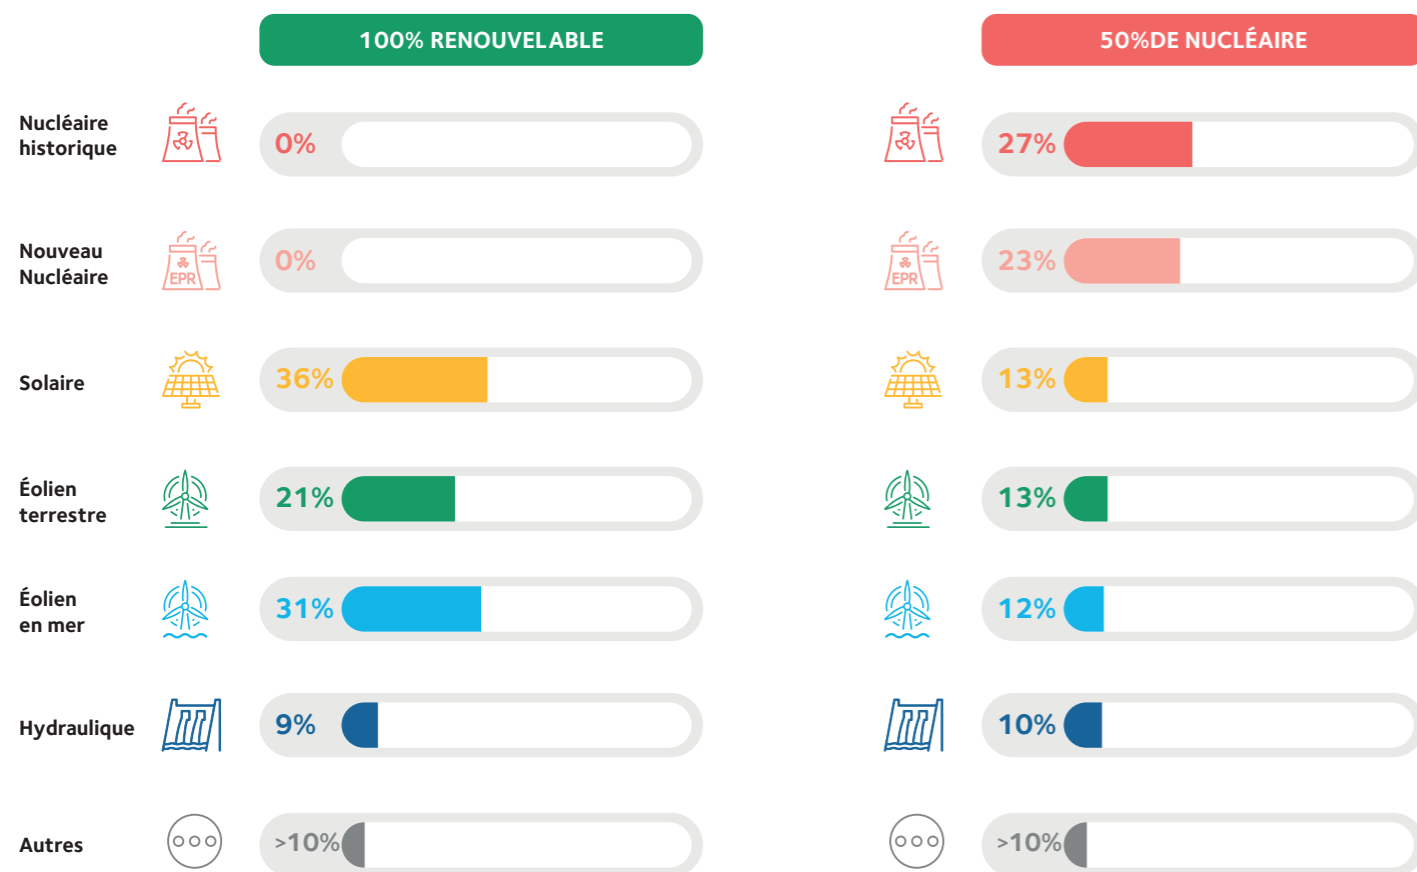 100% RENOUVELABLE
50%DE NUCLÉAIRE
Nucléaire
historique
0%
27%
Nouveau
Nucléaire
EPR
0%
EPR
23%
Solaire
36%
13%
Éolien
terrestre
21%
13%
Éolien
en mer
31%
12%
Hydraulique
9%
10%
Autres
>10%
>10%